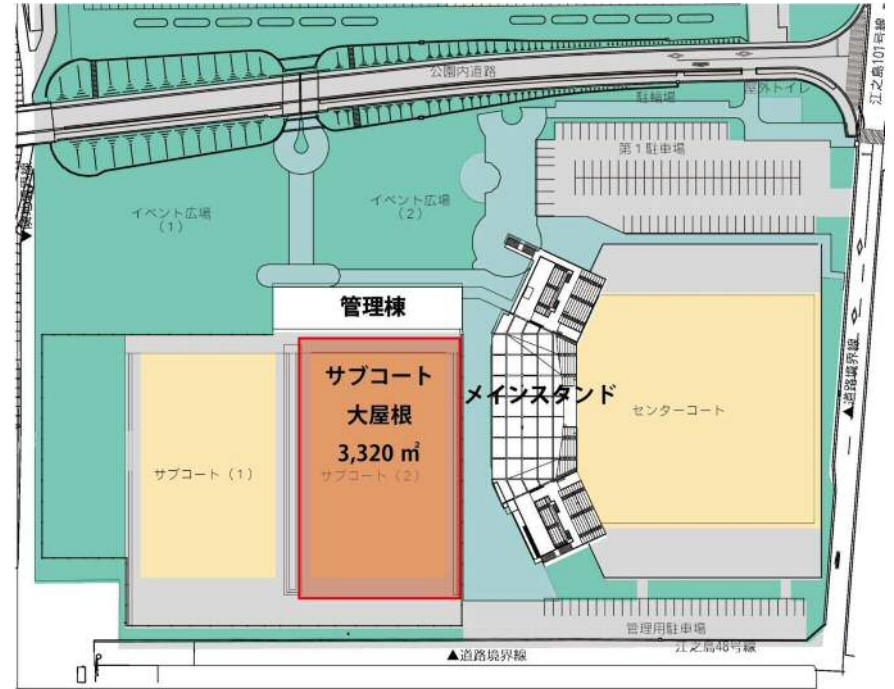 公園内道路
江之島101号線
駐輪場
屋外トイレ
第1駐車場
イベント広場
（1）
イベント広場
（2）
管理棟
サブコート
大屋根
3,320 ㎡
サブコート（2）
メインスタンド
センターコート
サブコート（1）
▲道路境界線
管理用駐車場
江之島48号線
▲道路境界線